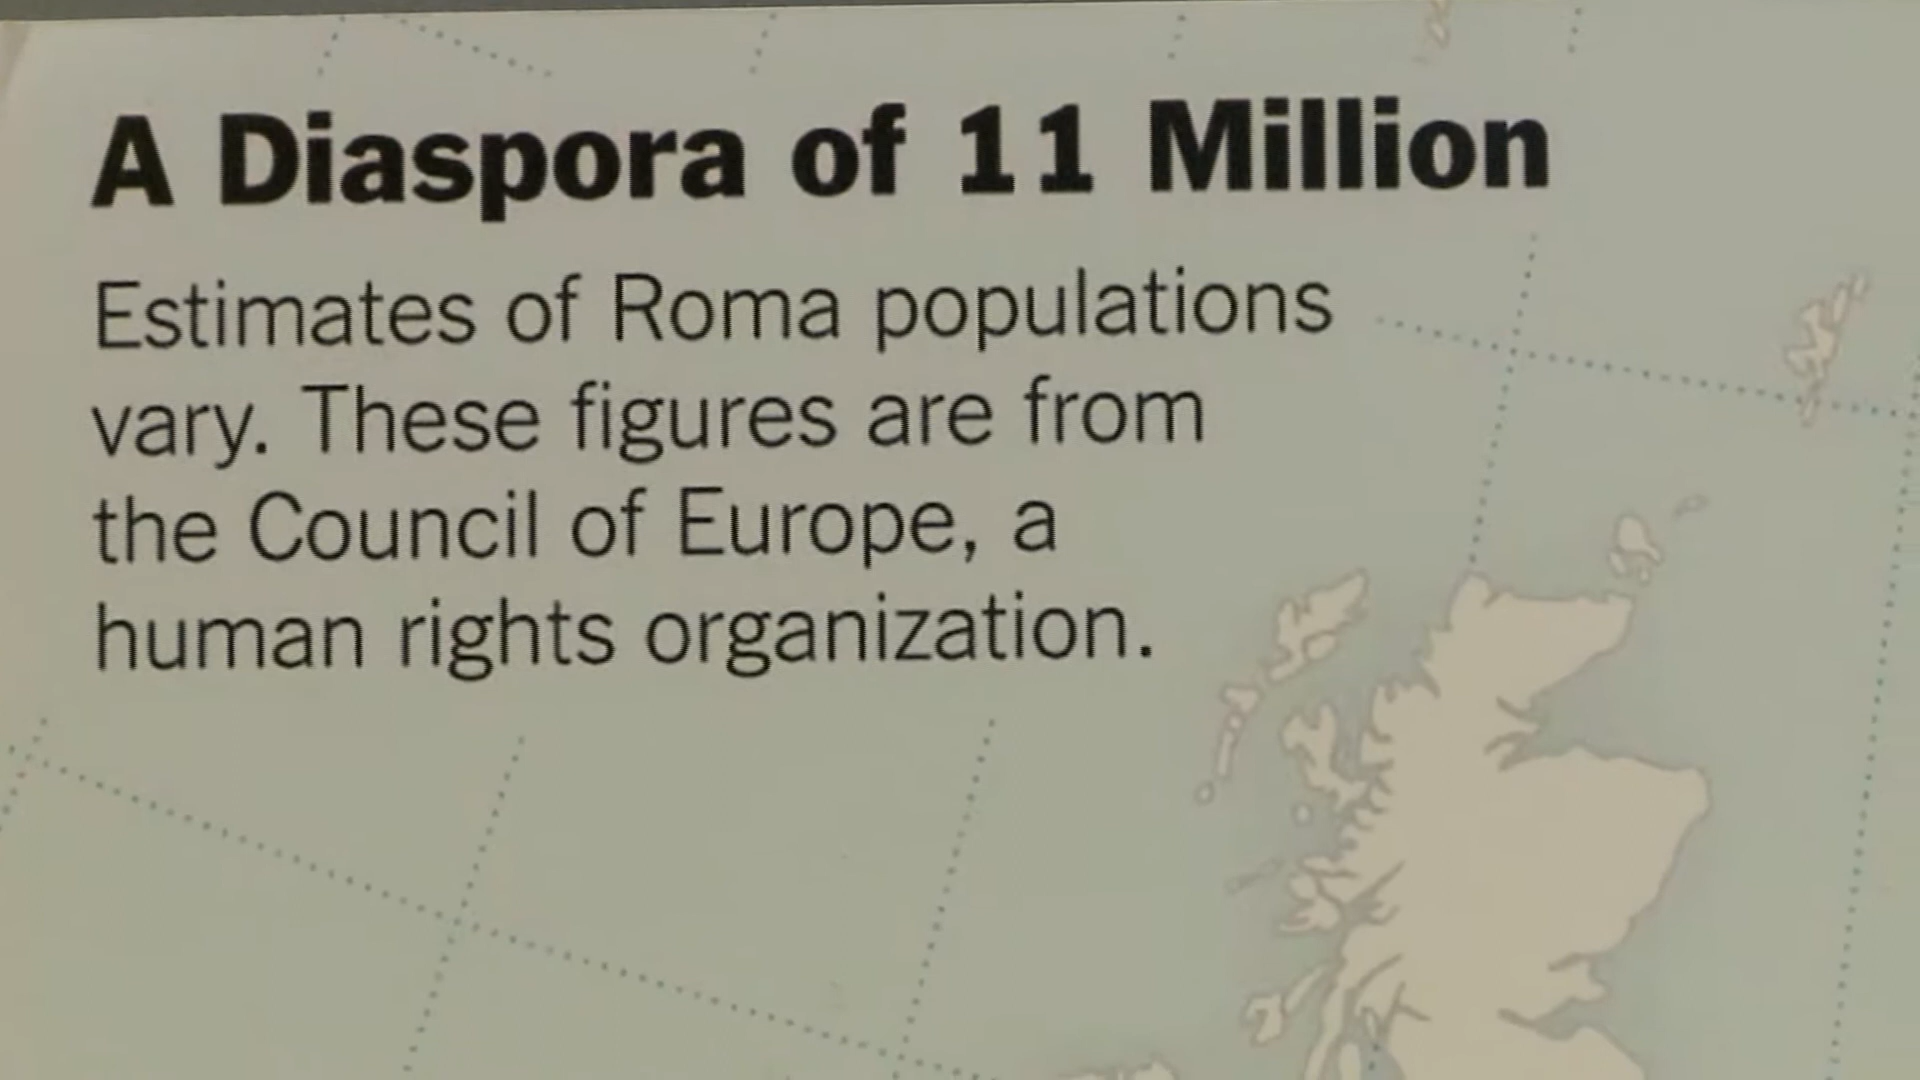 A Diaspora of 11 Million
Estimates of Roma populations
vary. These figures are from
the Council of Europe, a
human rights organization.